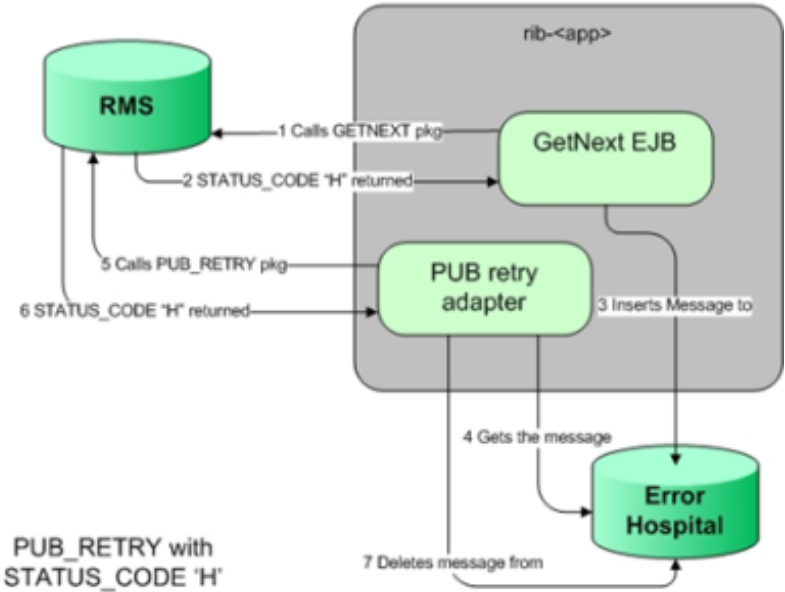 rib-<app>
RMS
1 Calls GETNEXT pkg
GetNext EJB
2 STATUS_CODE "H" returned
5 Calls PUB_RETRY pkg
PUB retry
adapter
6 STATUS_CODE "H" returned
3 Inserts Message to
4 Gets the message
Error
Hospital
PUB_RETRY with
STATUS_CODE 'H'
7 Deletes message from